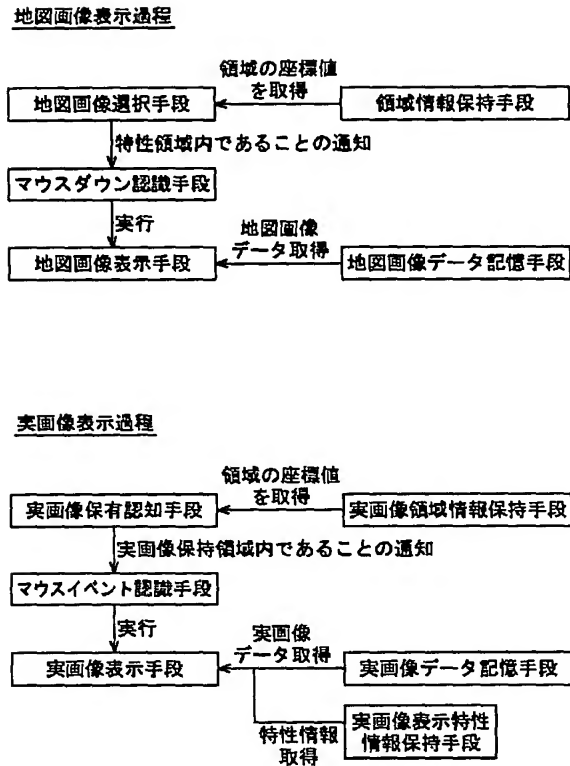 地図画像表示過程
領域の座標値
を取得
地図画像選択手段
領域情報保持手段
特性領域内であることの通知
マウスダウン認識手段
実行
地図画像
データ取得
地図画像表示手段
地図画像データ記憶手段
実画像表示過程
領域の座標値
を取得
実画像保有認知手段
実画像領域情報保持手段
実画像保持領域内であることの通知
マウスイベント認識手段
実行
実画像
データ取得
実画像表示手段
実画像データ記憶手段
特性情報
取得
実画像表示特性
情報保持手段